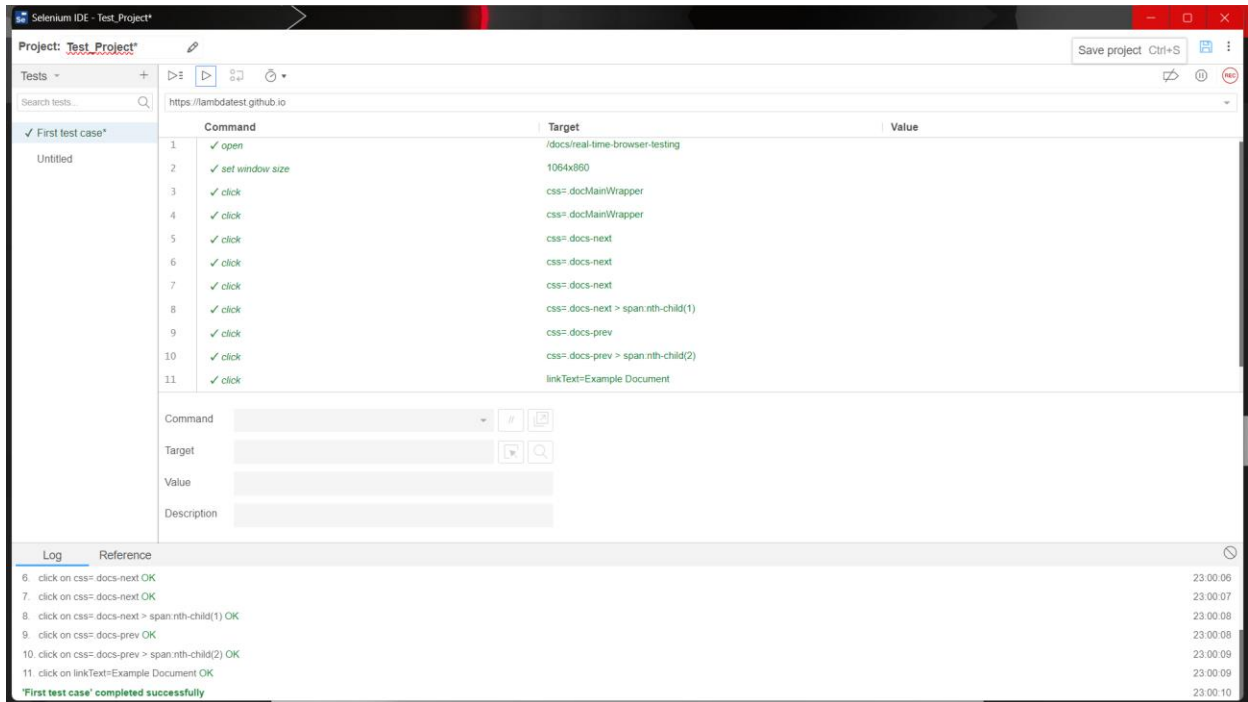 Selenium IDE - Test_Project*
Project: Test_Project*
Save project Ctrl+S
Tests
Search tests...
REC
https://lambdatest.github.io
✓ First test case*
Untitled
Command Target Value
1 ✓ open /docs/real-time-browser-testing
2 ✓ set window size 1064x860
3 ✓ click css=.docMainWrapper
4 ✓ click css=.docMainWrapper
5 ✓ click css=.docs-next
6 ✓ click css=.docs-next
7 ✓ click css=.docs-next
8 ✓ click css=.docs-next > span:nth-child(1)
9 ✓ click css=.docs-prev
10 ✓ click css=.docs-prev > span:nth-child(2)
11 ✓ click linkText=Example Document
Command //
Target
Value
Description
Log Reference
6. click on css=.docs-next OK 23:00:06
7. click on css=.docs-next OK 23:00:07
8. click on css=.docs-next > span:nth-child(1) OK 23:00:08
9. click on css=.docs-prev OK 23:00:08
10. click on css=.docs-prev > span:nth-child(2) OK 23:00:09
11. click on linkText=Example Document OK 23:00:09
'First test case' completed successfully 23:00:10